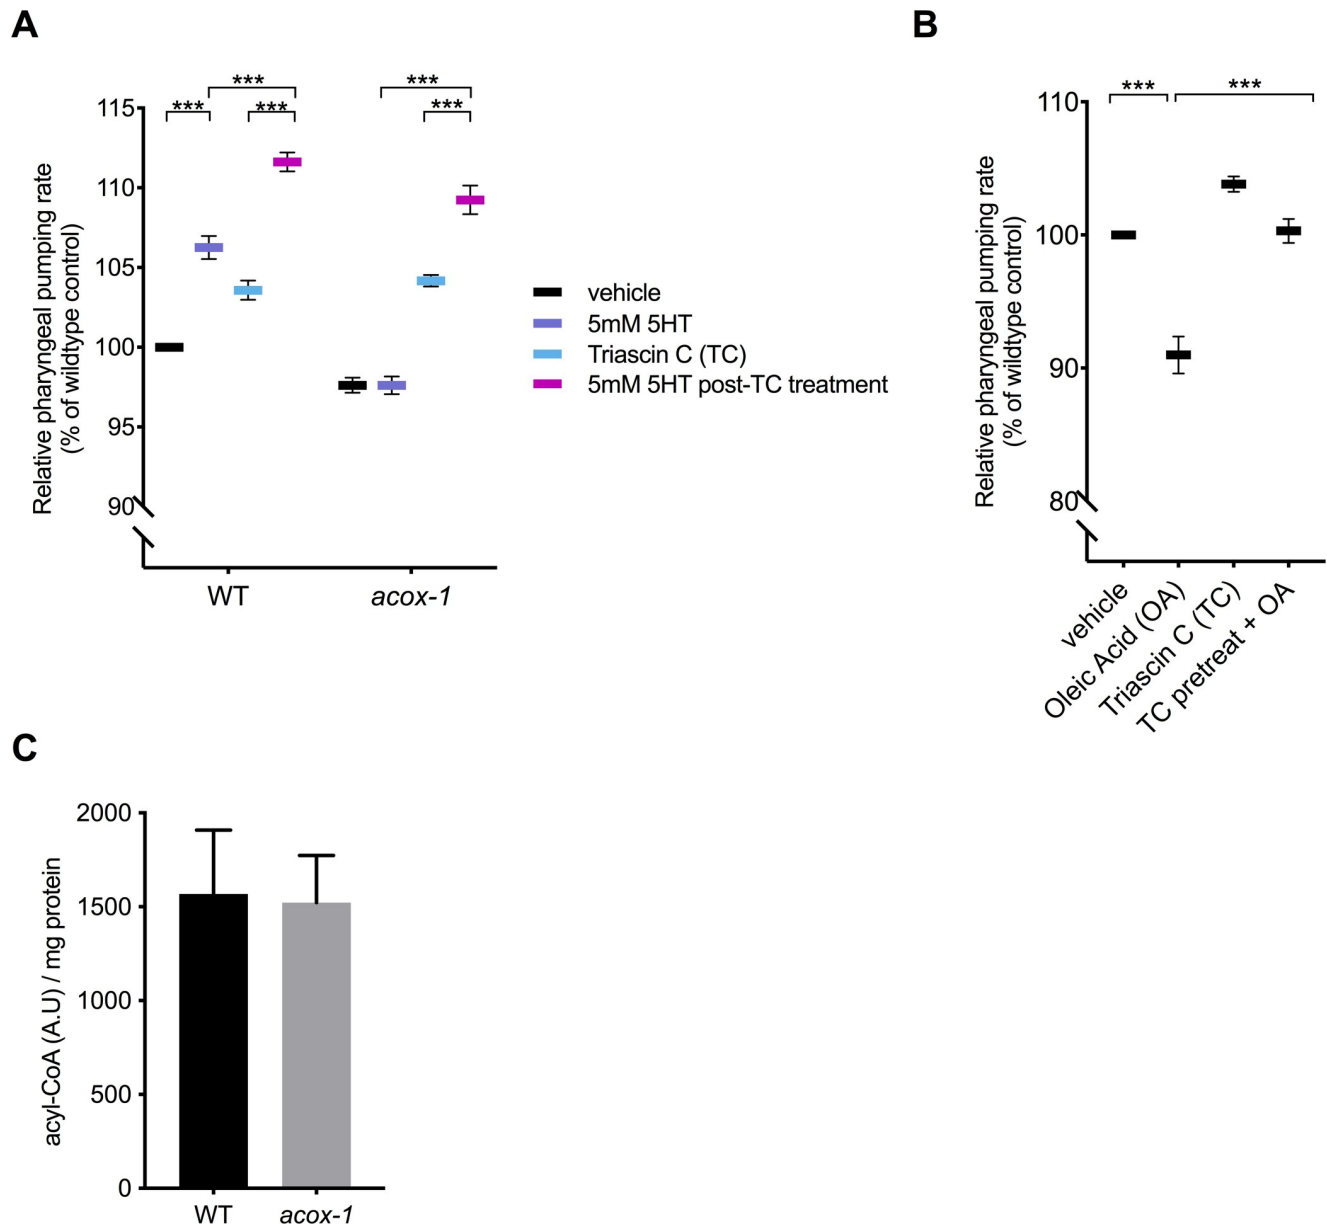 A
Relative pharyngeal pumping rate
(% of wildtype control)
115
110
105
100
95
90
***
***
***
***
***
WT
acox-1
vehicle
5mM 5HT
Triascin C (TC)
5mM 5HT post-TC treatment
B
Relative pharyngeal pumping rate
(% of wildtype control)
110
100
90
80
***
***
vehicle
Oleic Acid (OA)
Triascin C (TC)
TC pretreat + OA
C
acyl-CoA (A.U) / mg protein
2000
1500
1000
500
0
WT
acox-1